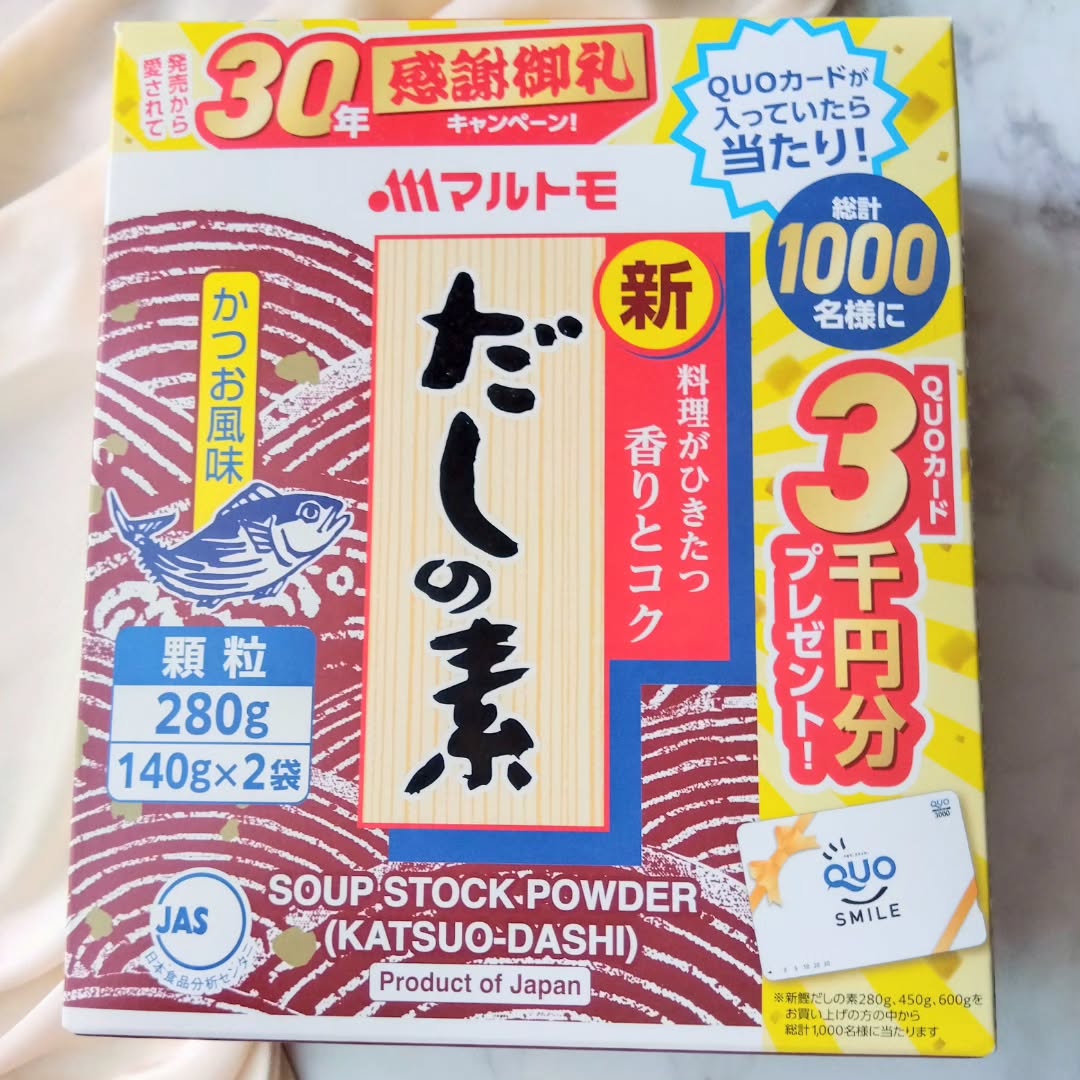 発売から
愛されて
30年
感謝御礼
キャンペーン!
QUOカードが
入っていたら
当たり!
総計
1000
名様に
マルトモ
新
だしの素
料理がひきたつ
香りとコク
かつお風味
QUOカード
3千円分
プレゼント!
顆粒
280g
140g×2袋
QUO
3000
QUO
SMILE
JAS
日本食品分析センター
SOUP STOCK POWDER
(KATSUO-DASHI)
Product of Japan
※新鰹だしの素280g、450g、600gを
お買い上げの方の中から
総計1,000名様に当たります